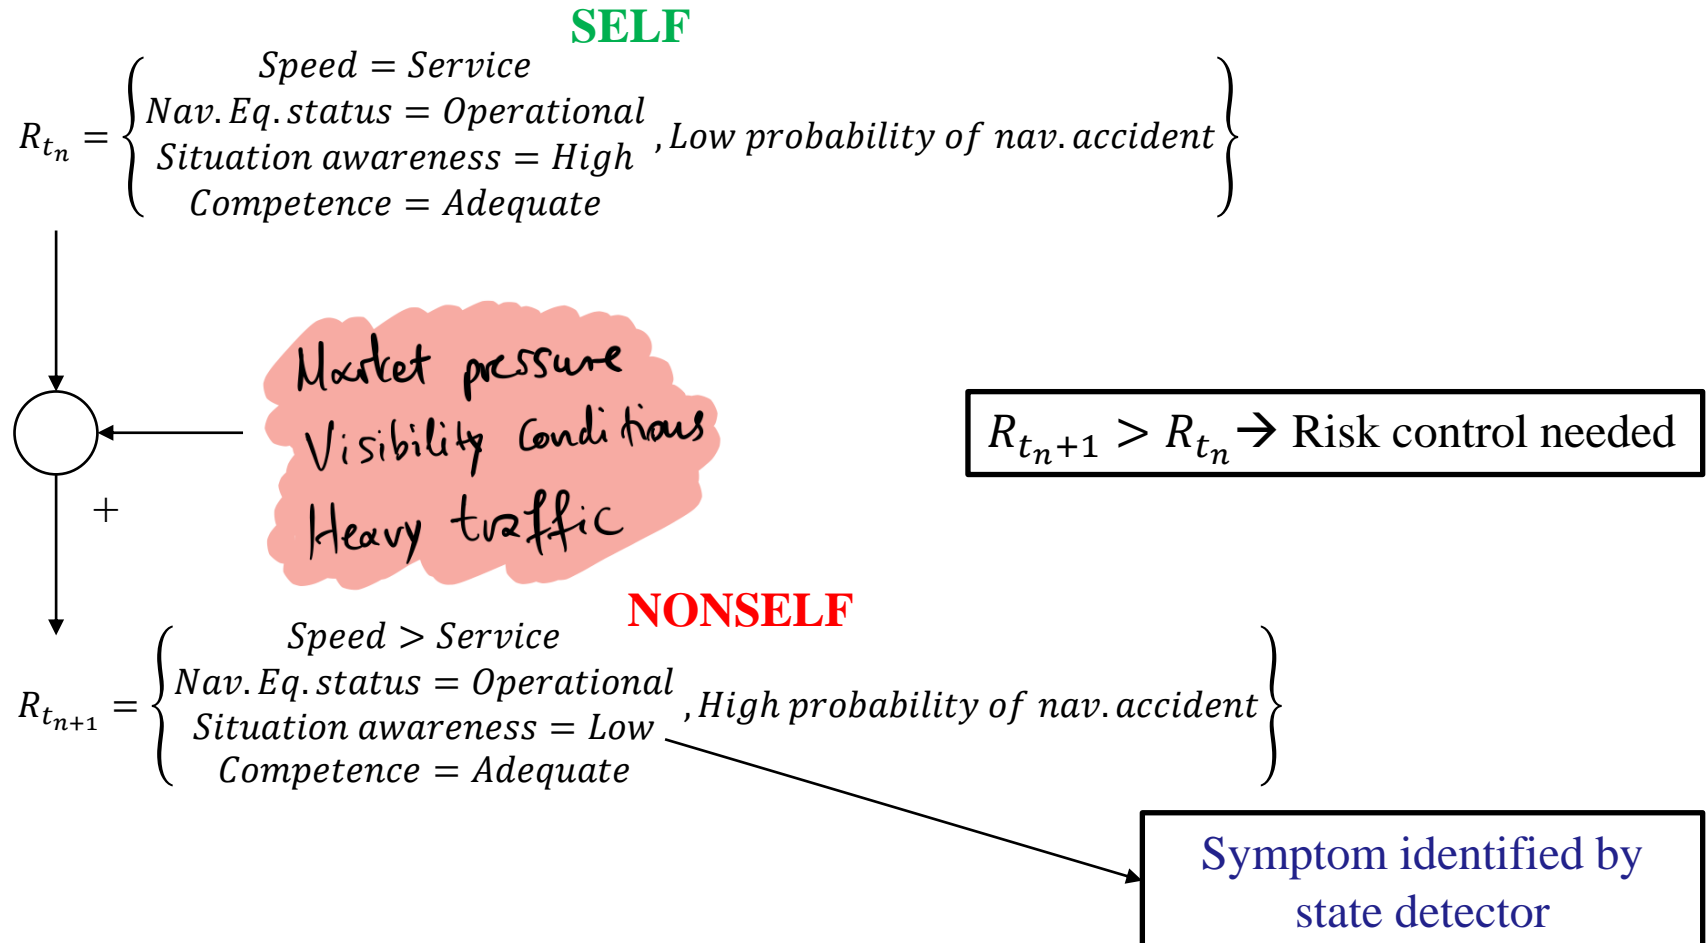 SELF
R_{t_n} = { Speed = Service
Nav. Eq. status = Operational
Situation awareness = High
Competence = Adequate
, Low probability of nav. accident }
Market pressure
Visibility Conditions
Heavy traffic
R_{t_n+1} > R_{t_n} → Risk control needed
+
NONSELF
R_{t_{n+1}} = { Speed > Service
Nav. Eq. status = Operational
Situation awareness = Low
Competence = Adequate
, High probability of nav. accident }
Symptom identified by
state detector